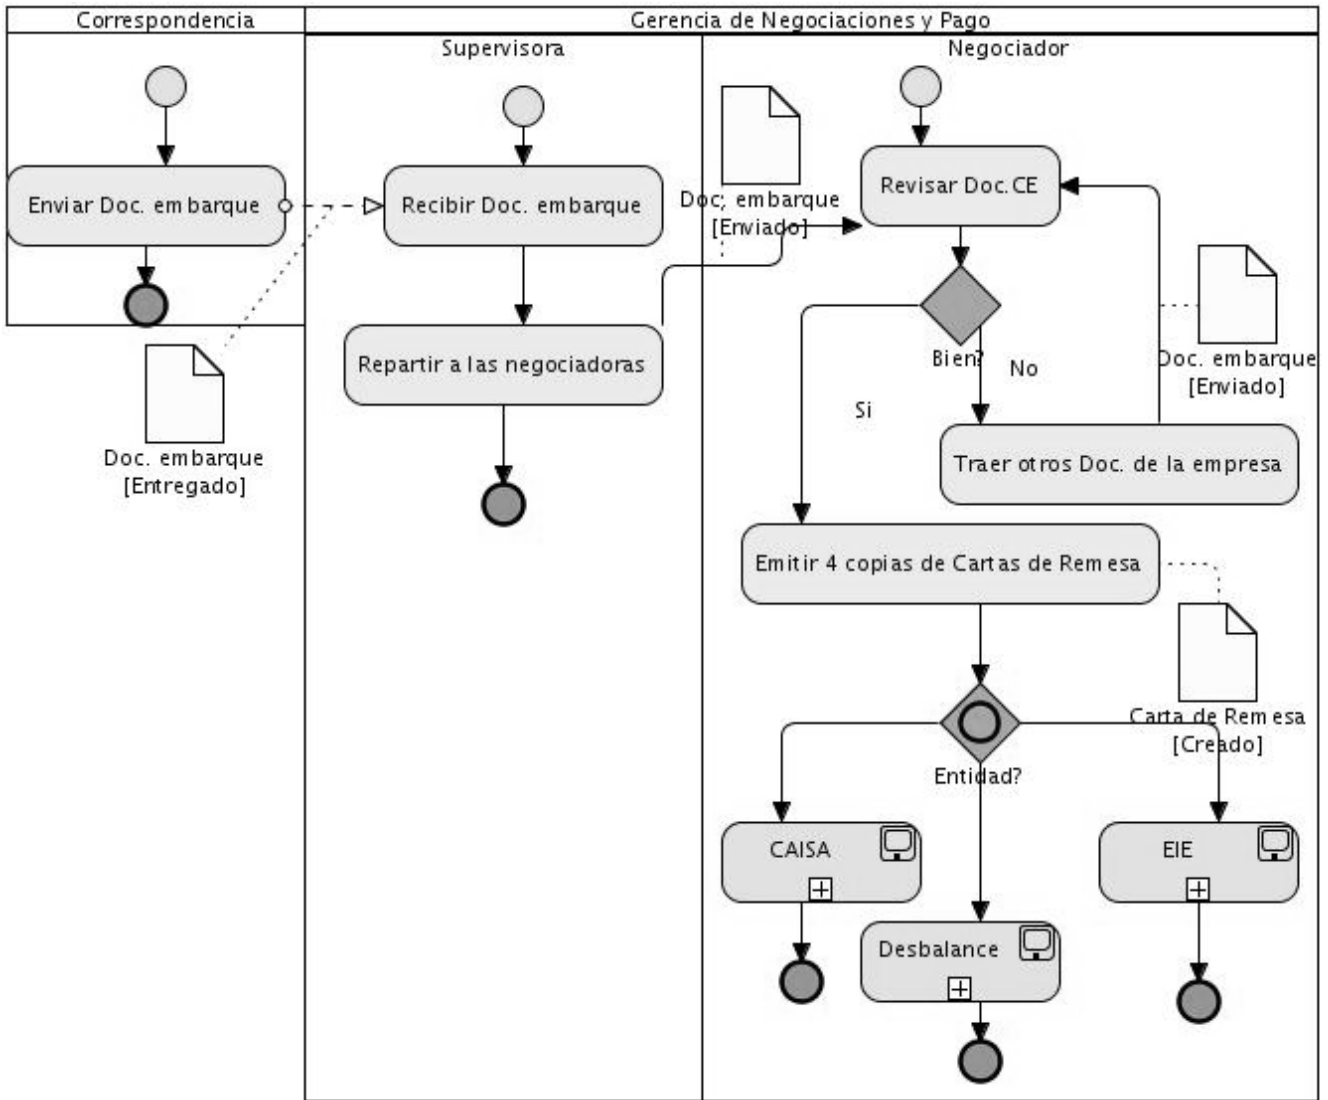 Correspondencia
Gerencia de Negociaciones y Pago
Supervisora
Negociador
Enviar Doc. embarque
Recibir Doc. embarque
Doc. embarque
[Enviado]
Revisar Doc.CE
Repartir a las negociadoras
Bien?
No
Si
Doc. embarque
[Enviado]
Doc. embarque
[Entregado]
Traer otros Doc. de la empresa
Emitir 4 copias de Cartas de Remesa
Carta de Remesa
[Creado]
Entidad?
CAISA
EIE
Desbalance